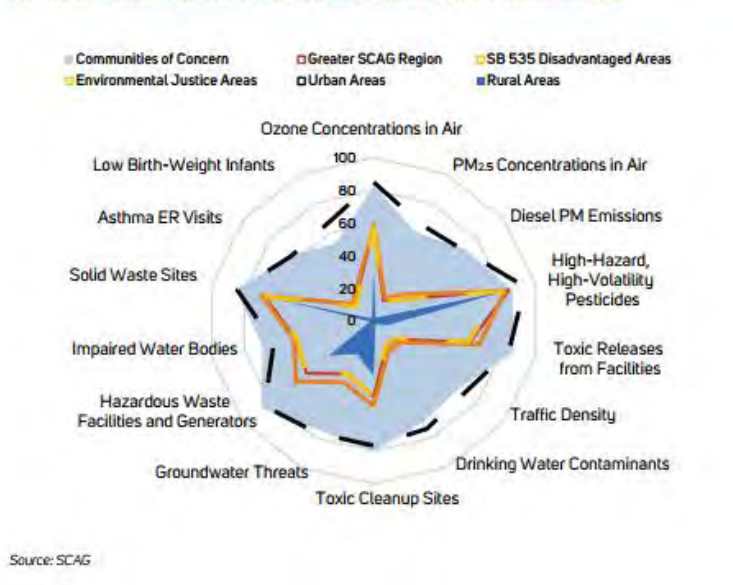 Communities of Concern Greater SCAG Region SB 535 Disadvantaged Areas
Environmental Justice Areas Urban Areas Rural Areas
Ozone Concentrations in Air
Low Birth-Weight Infants 100 PM2.5 Concentrations in Air
80
Asthma ER Visits Diesel PM Emissions
60
High-Hazard,
High-Volatility
Pesticides
40
Solid Waste Sites
20
0
Impaired Water Bodies
Toxic Releases
from Facilities
Hazardous Waste
Facilities and Generators
Traffic Density
Groundwater Threats
Drinking Water Contaminants
Toxic Cleanup Sites
Source: SCAG